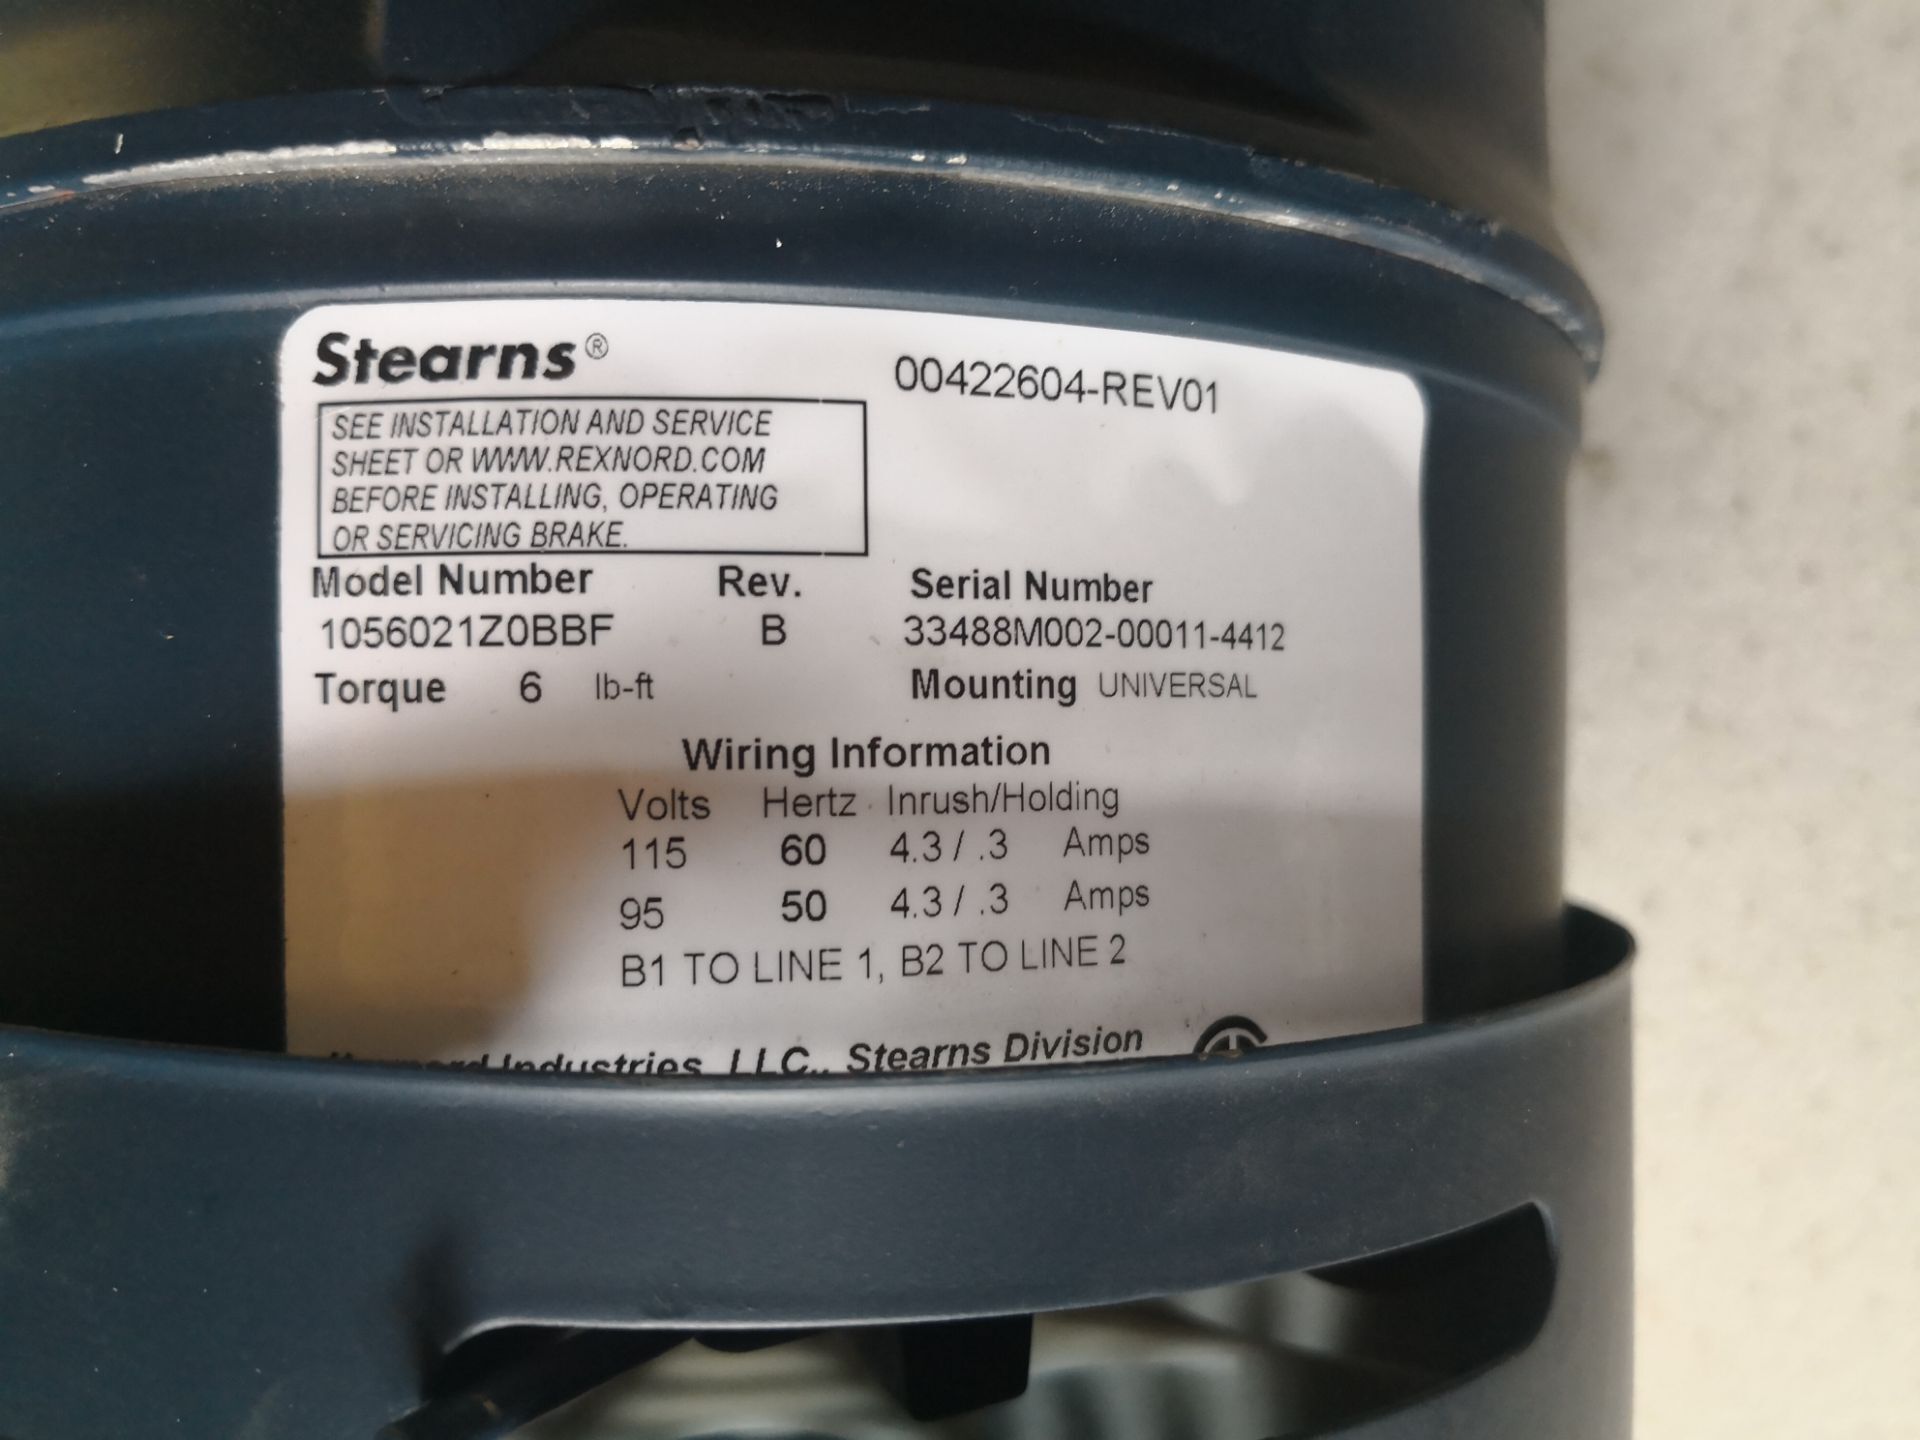 Stearns®
00422604-REV01
SEE INSTALLATION AND SERVICE
SHEET OR WWW.REXNORD.COM
BEFORE INSTALLING, OPERATING
OR SERVICING BRAKE.
Model Number Rev. Serial Number
1056021Z0BBF B 33488M002-00011-4412
Torque 6 lb-ft Mounting UNIVERSAL
Wiring Information
Volts Hertz Inrush/Holding
115 60 4.3 / .3 Amps
95 50 4.3 / .3 Amps
B1 TO LINE 1, B2 TO LINE 2
Industries, LLC., Stearns Division